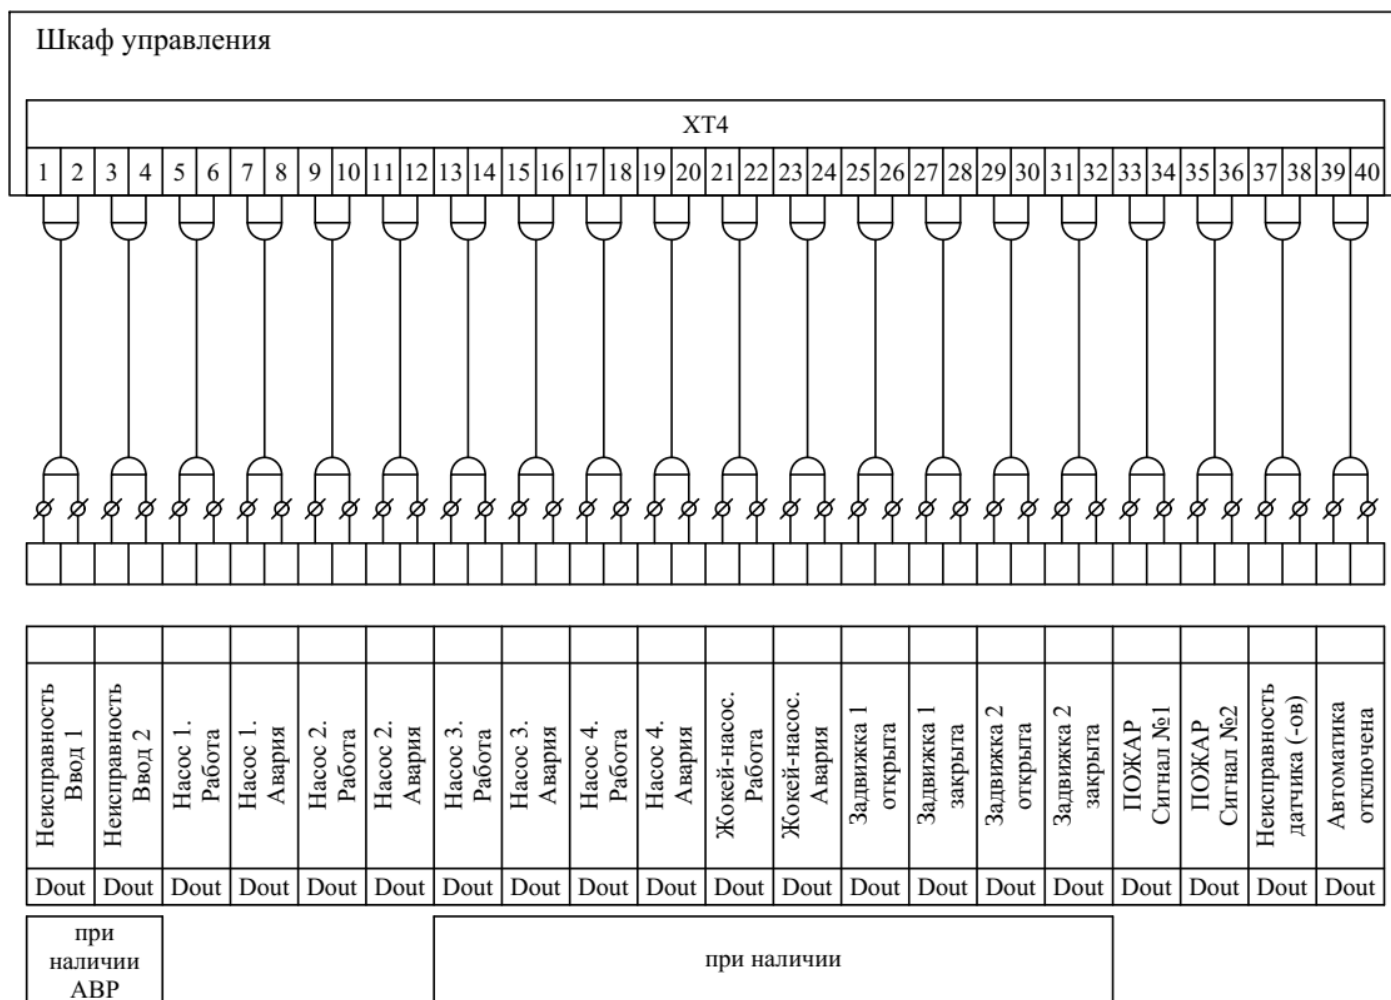 Шкаф управления
XT4
1 2 3 4 5 6 7 8 9 10 11 12 13 14 15 16 17 18 19 20 21 22 23 24 25 26 27 28 29 30 31 32 33 34 35 36 37 38 39 40
Неисправность
Ввод 1
Неисправность
Ввод 2
Насос 1.
Работа
Насос 1.
Авария
Насос 2.
Работа
Насос 2.
Авария
Насос 3.
Работа
Насос 3.
Авария
Насос 4.
Работа
Насос 4.
Авария
Жокей-насос.
Работа
Жокей-насос.
Авария
Задвижка 1
открыта
Задвижка 1
закрыта
Задвижка 2
открыта
Задвижка 2
закрыта
ПОЖАР
Сигнал №1
ПОЖАР
Сигнал №2
Неисправность
датчика (-ов)
Автоматика
отключена
Dout Dout Dout Dout Dout Dout Dout Dout Dout Dout Dout Dout Dout Dout Dout Dout Dout Dout Dout Dout
при
наличии
АВР
при наличии